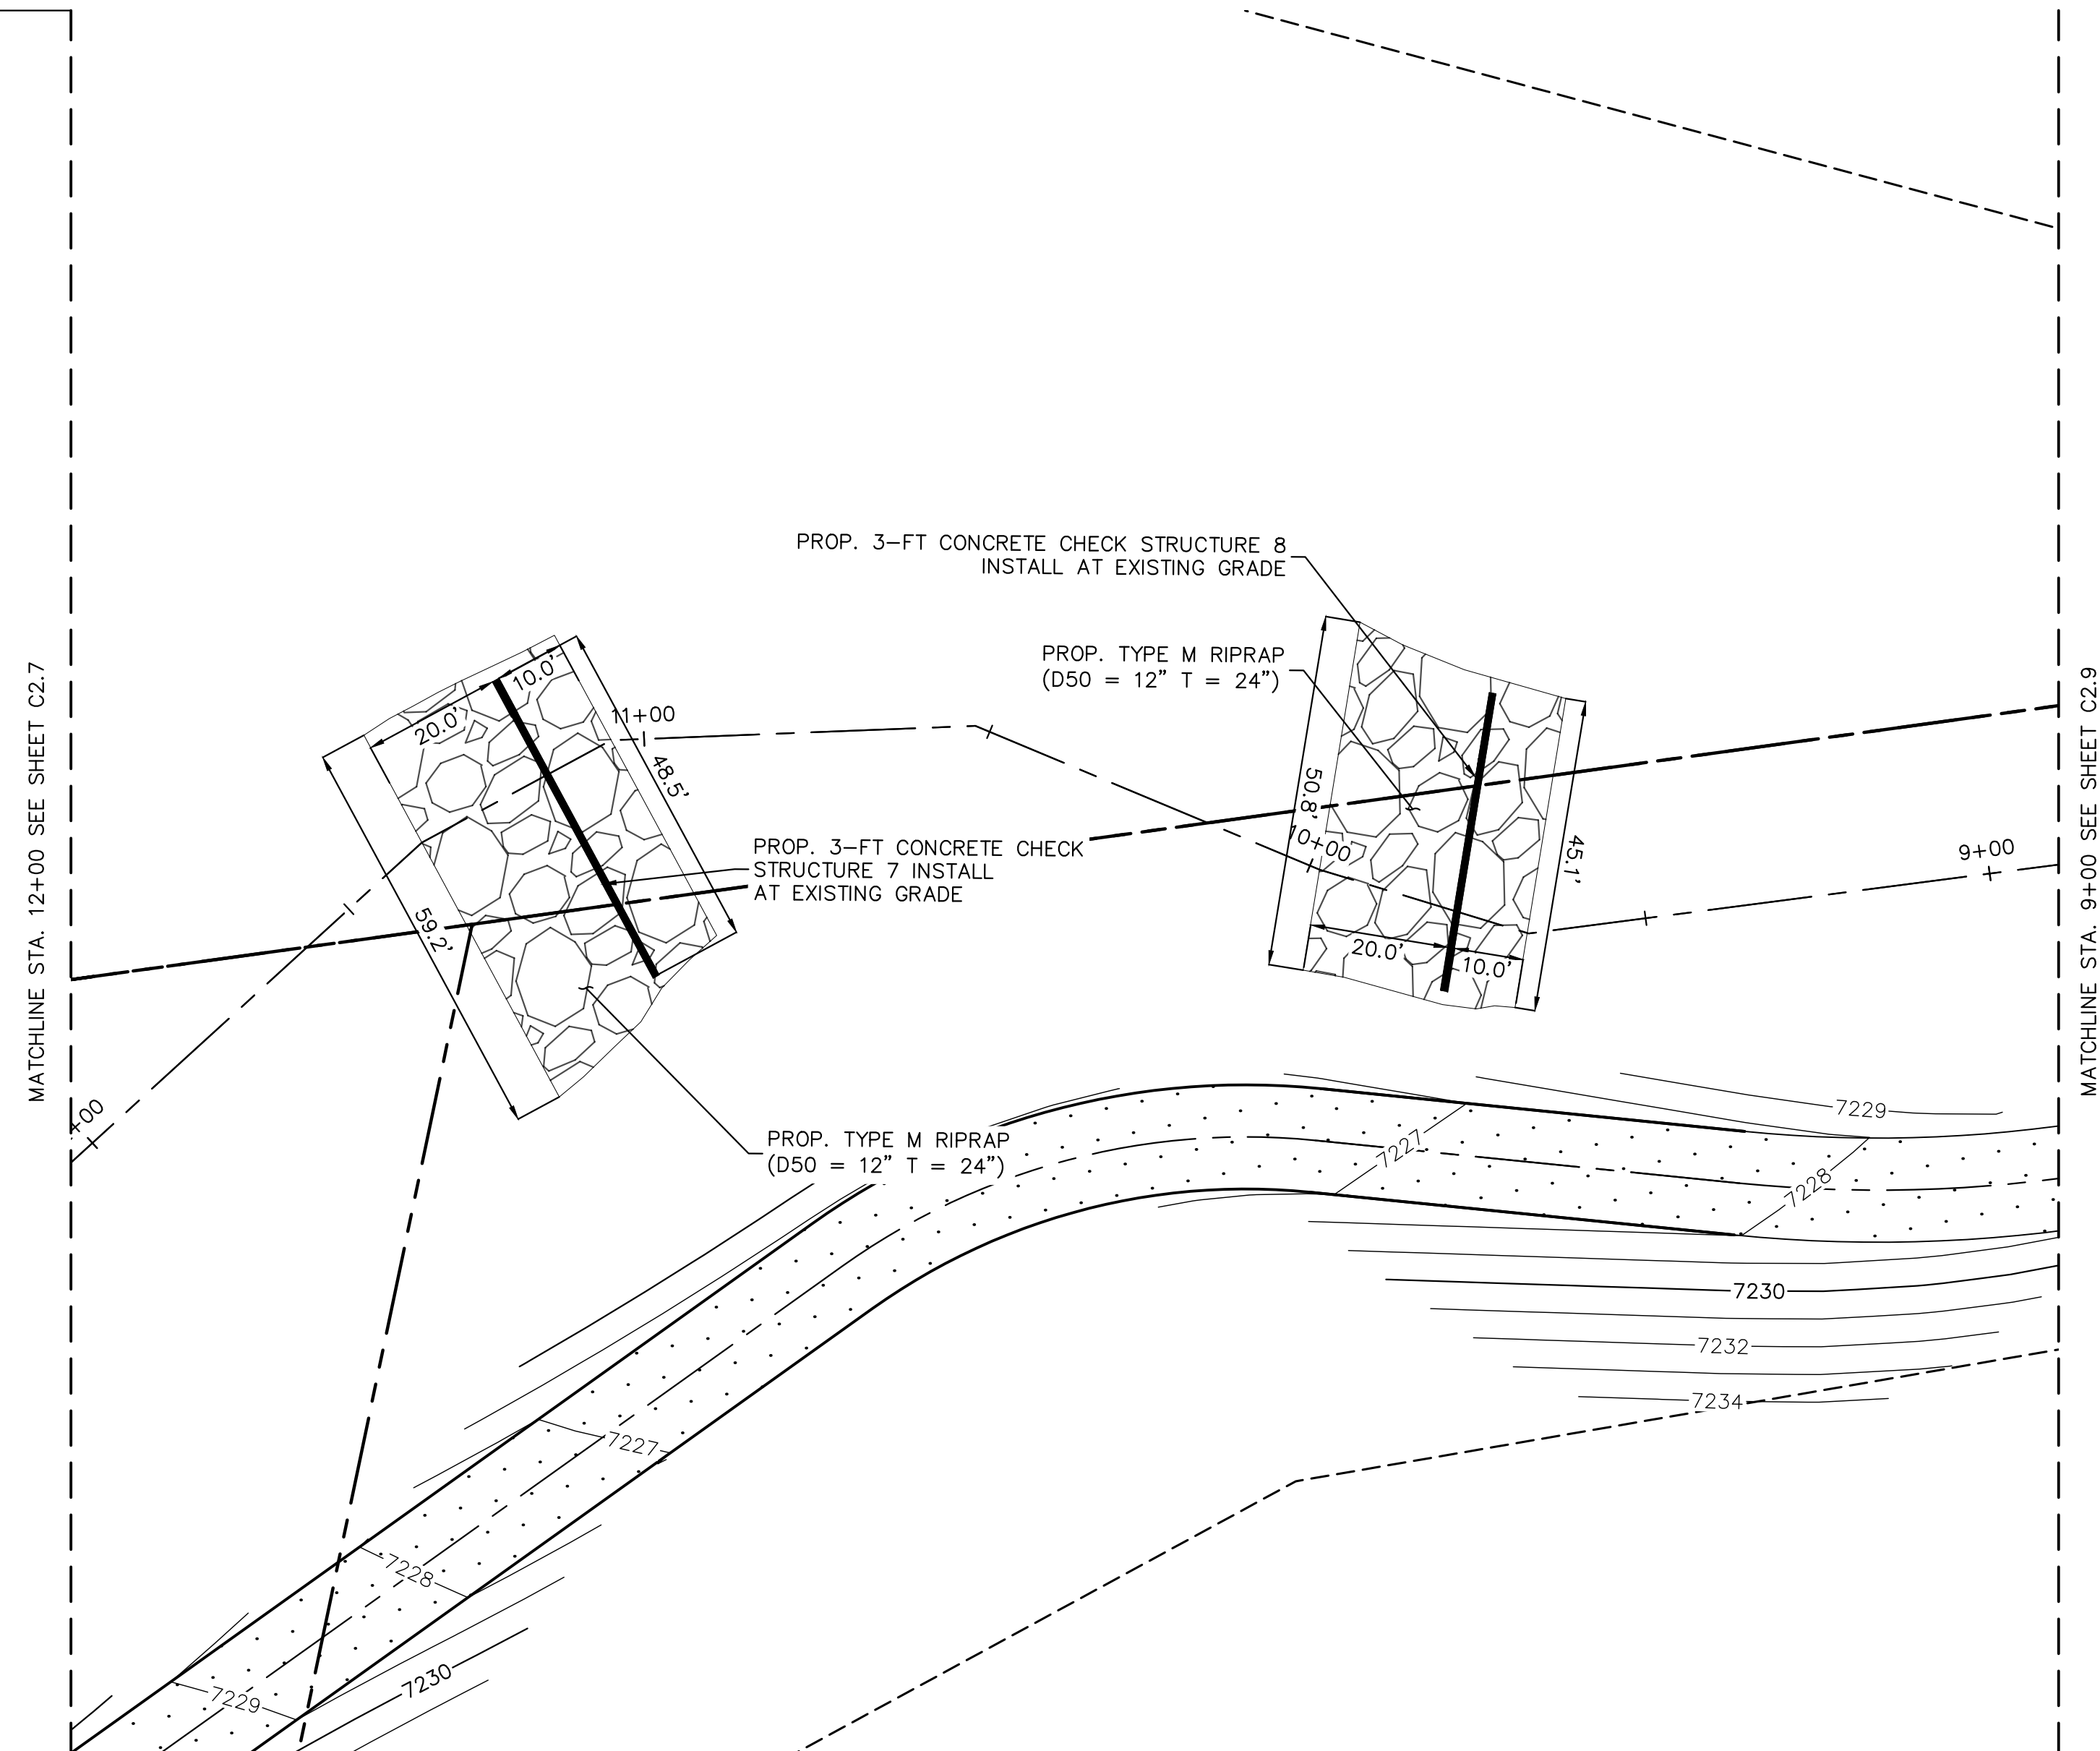 PROP. 3-FT CONCRETE CHECK STRUCTURE 8
INSTALL AT EXISTING GRADE
PROP. TYPE M RIPRAP
(D50 = 12" T = 24")
10.0'
20.0'
11+00
48.5'
59.2'
50.8'
10+00
45.1'
20.0'
10.0'
9+00
PROP. 3-FT CONCRETE CHECK
STRUCTURE 7 INSTALL
AT EXISTING GRADE
MATCHLINE STA. 12+00 SEE SHEET C2.7
MATCHLINE STA. 9+00 SEE SHEET C2.9
+00
PROP. TYPE M RIPRAP
(D50 = 12" T = 24")
7229
7227
7228
7230
7232
7234
7227
7228
7230
7229